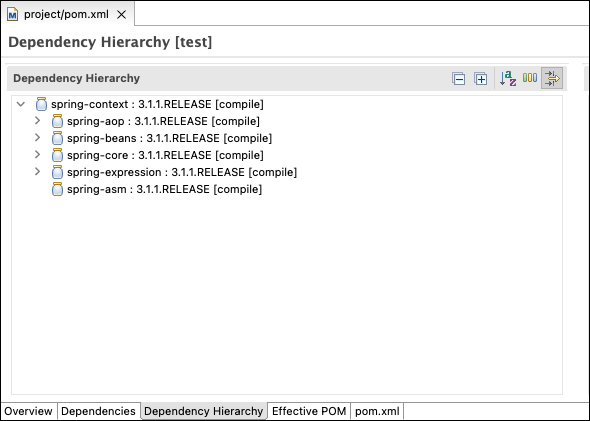 project/pom.xml
Dependency Hierarchy [test]
Dependency Hierarchy
spring-context : 3.1.1.RELEASE [compile]
spring-aop : 3.1.1.RELEASE [compile]
spring-beans : 3.1.1.RELEASE [compile]
spring-core : 3.1.1.RELEASE [compile]
spring-expression : 3.1.1.RELEASE [compile]
spring-asm : 3.1.1.RELEASE [compile]
Overview Dependencies Dependency Hierarchy Effective POM pom.xml